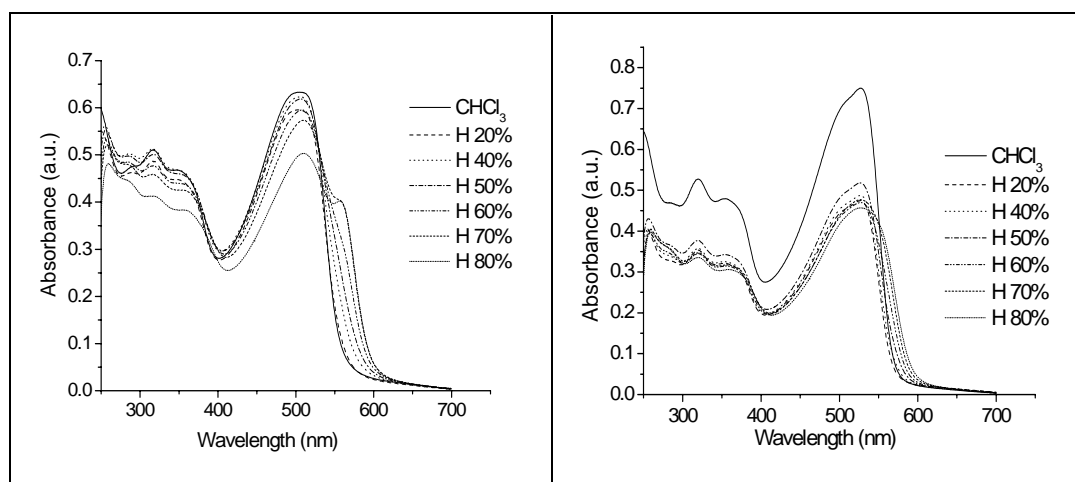 0.7
0.6
0.5
0.4
0.3
0.2
0.1
0.0
Absorbance (a.u.)
300 400 500 600 700
Wavelength (nm)
CHCl₃
H 20%
H 40%
H 50%
H 60%
H 70%
H 80%
0.8
0.7
0.6
0.5
0.4
0.3
0.2
0.1
0.0
Absorbance (a.u.)
300 400 500 600 700
Wavelength (nm)
CHCl₃
H 20%
H 40%
H 50%
H 60%
H 70%
H 80%